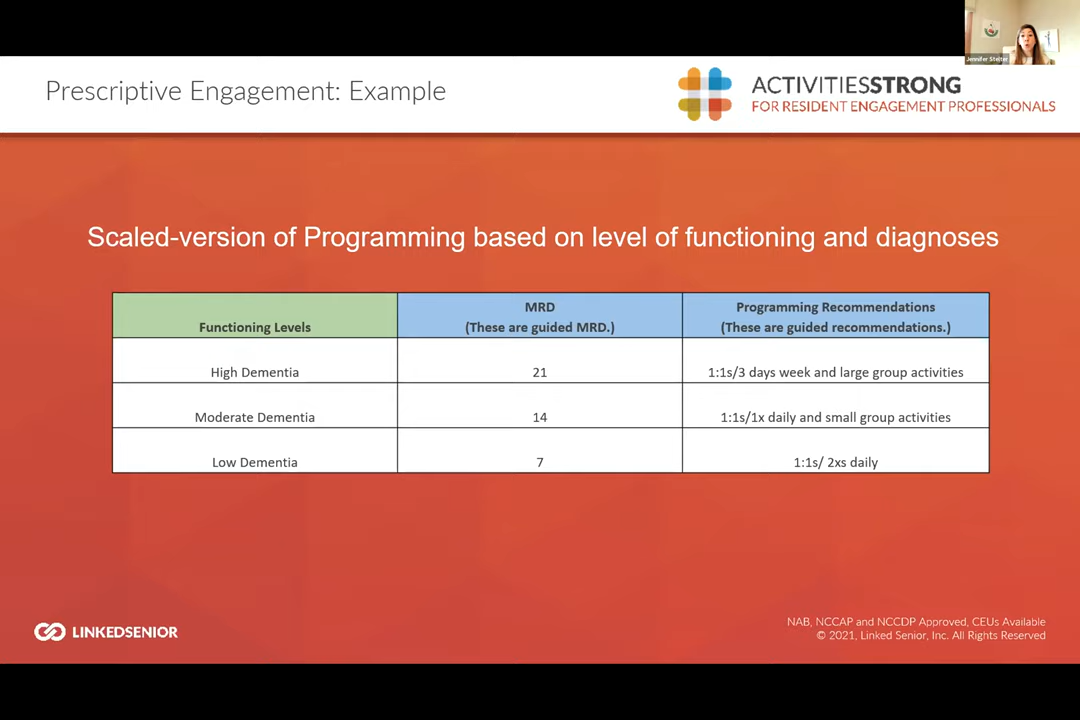 Jennifer Stelter
Prescriptive Engagement: Example
ACTIVITIESSTRONG
FOR RESIDENT ENGAGEMENT PROFESSIONALS
Scaled-version of Programming based on level of functioning and diagnoses
Functioning Levels
MRD
(These are guided MRD.)
Programming Recommendations
(These are guided recommendations.)
High Dementia
21
1:1s/3 days week and large group activities
Moderate Dementia
14
1:1s/1x daily and small group activities
Low Dementia
7
1:1s/ 2xs daily
LINKEDSENIOR
NAB, NCCAP and NCCDP Approved, CEUs Available
© 2021, Linked Senior, Inc. All Rights Reserved